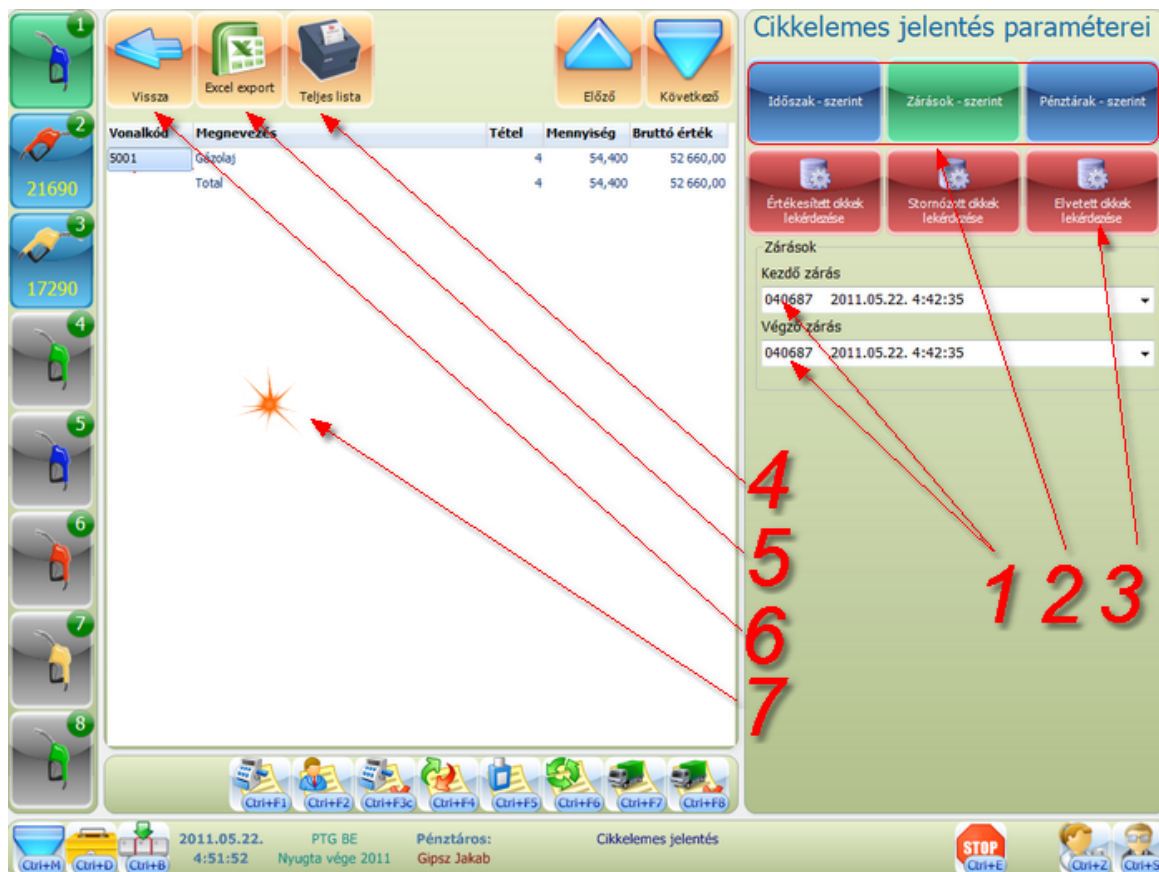 Cikkelemes jelentés paraméterei
1
Vissza
Excel export
Teljes lista
Előző
Következő
Időszak - szerint
Zárások - szerint
Pénztárak - szerint
2
21690
Vonalkód Megnevezés Tétel Mennyiség Bruttó érték
5001 Gázolaj 4 54,400 52 660,00
Total 4 54,400 52 660,00
Értékesített cikkek
lekérdezése
Stornózott cikkek
lekérdezése
Elvetett cikkek
lekérdezése
3
17290
Zárások
Kezdő zárás
040687 2011.05.22. 4:42:35
Végző zárás
040687 2011.05.22. 4:42:35
4
5
6
7
8
4
5
6
7
1 2 3
Ctrl+F1 Ctrl+F2 Ctrl+F3c Ctrl+F4 Ctrl+F5 Ctrl+F6 Ctrl+F7 Ctrl+F8
2011.05.22. PTG BE Pénztáros: Cikkelemes jelentés
4:51:52 Nyugta vége 2011 Gipsz Jakab
STOP
Ctrl+M Ctrl+D Ctrl+B Ctrl+E Ctrl+Z Ctrl+S